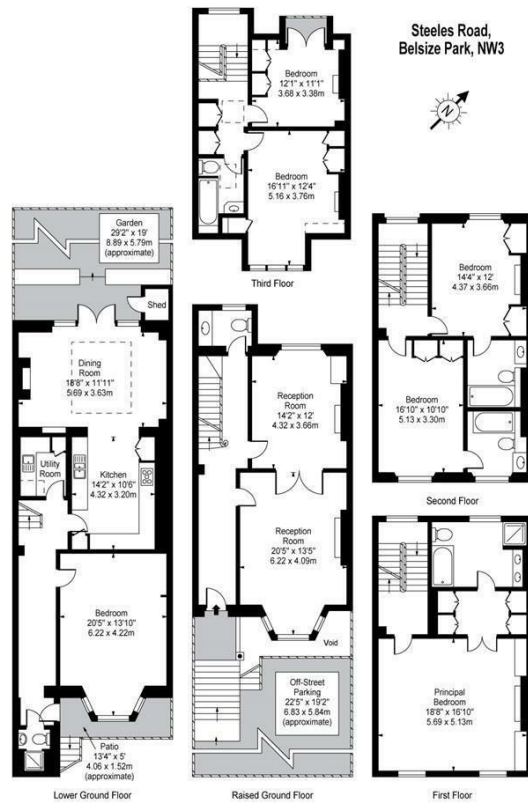 Steeles Road,
Belsize Park, NW3
N
Bedroom
12'1" x 11'1"
3.68 x 3.38m
Bedroom
16'11" x 12'4"
5.16 x 3.76m
Third Floor
Garden
29'2" x 19'
8.89 x 5.79m
(approximate)
Shed
Dining
Room
18'8" x 11'11"
5.69 x 3.63m
Utility
Room
Kitchen
14'2" x 10'6"
4.32 x 3.20m
Bedroom
20'5" x 13'10"
6.22 x 4.22m
Patio
13'4" x 5'
4.06 x 1.52m
(approximate)
Lower Ground Floor
Reception
Room
14'2" x 12'
4.32 x 3.66m
Reception
Room
20'5" x 13'5"
6.22 x 4.09m
Void
Off-Street
Parking
22'5" x 19'2"
6.83 x 5.84m
(approximate)
Raised Ground Floor
Bedroom
14'4" x 12'
4.37 x 3.66m
Bedroom
16'10" x 10'10"
5.13 x 3.30m
Second Floor
Principal
Bedroom
18'8" x 16'10"
5.69 x 5.13m
First Floor